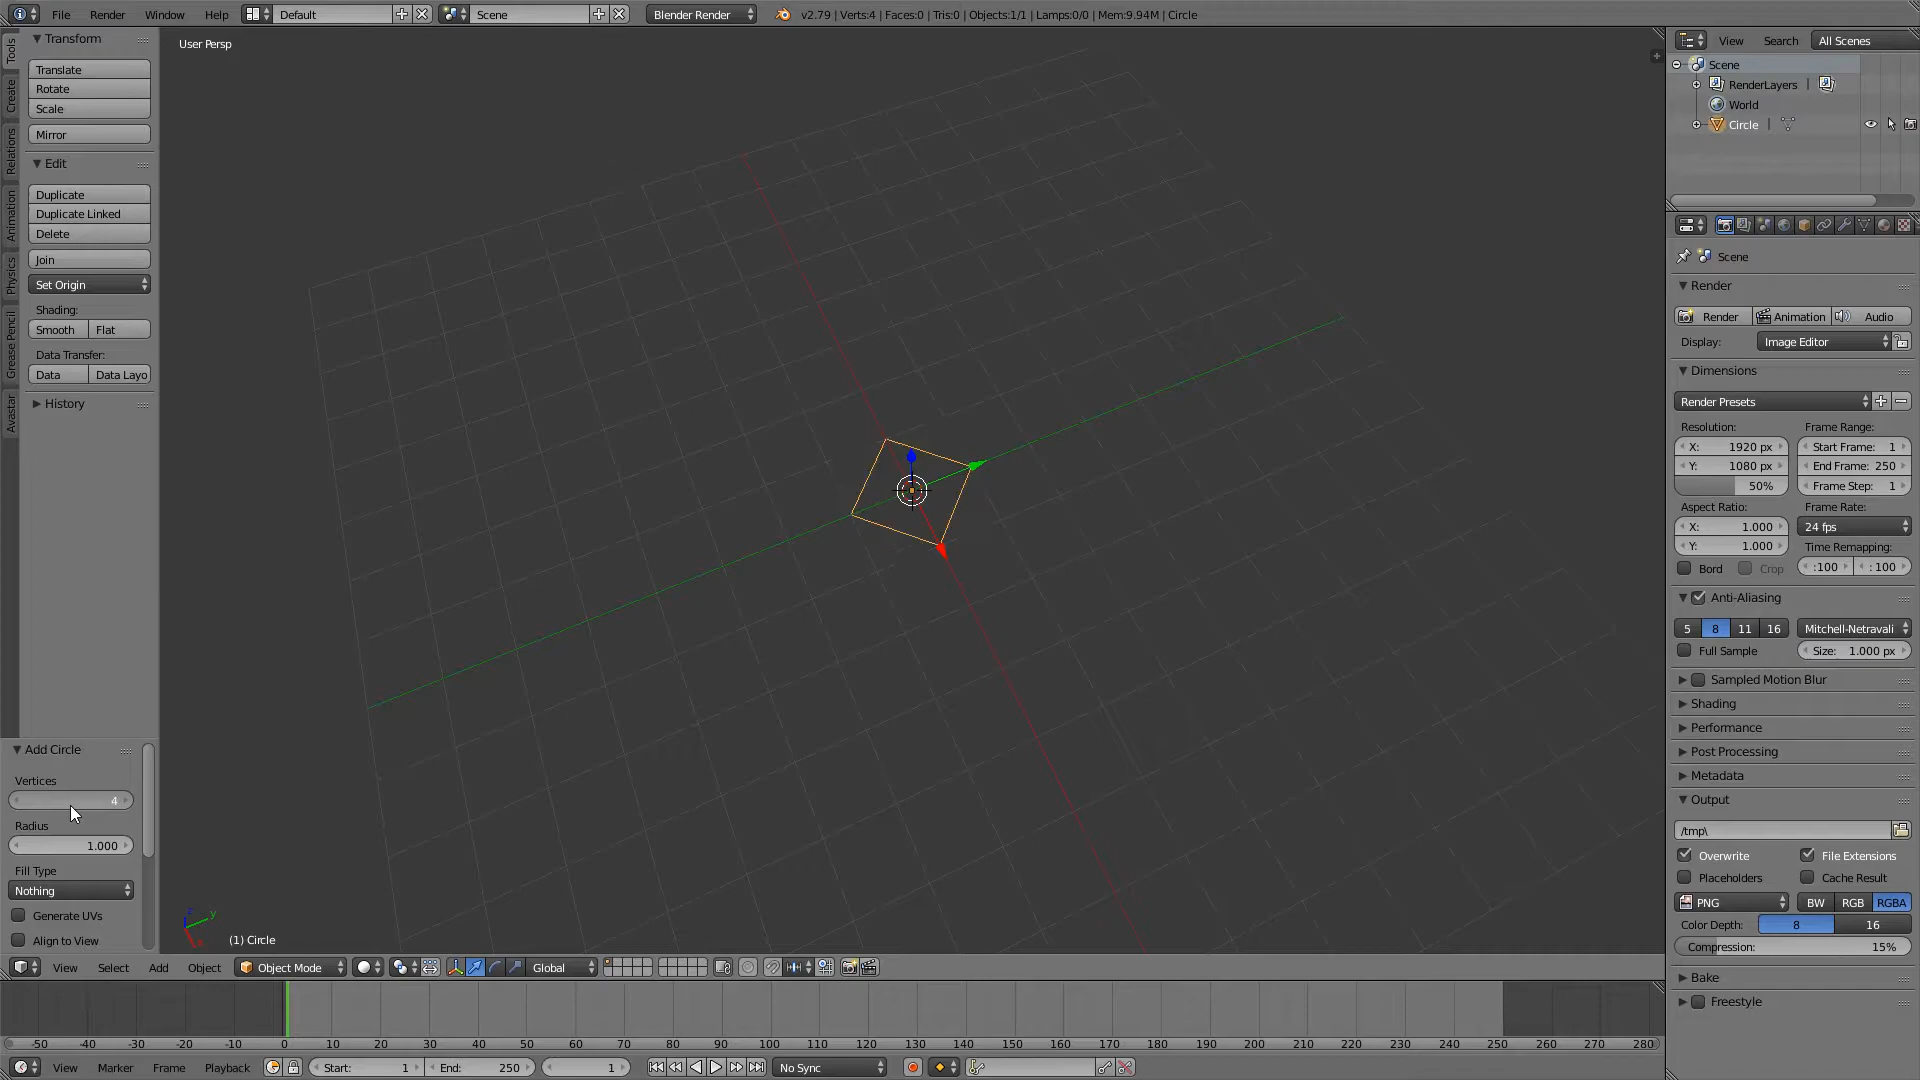 File Render Window Help Default Scene Blender Render v2.79 | Verts:4 | Faces:0 | Tris:0 | Objects:1/1 | Lamps:0/0 | Mem:9.94M | Circle
Tools
Create
Relations
Animation
Physics
Grease Pencil
Avastar
Transform
Translate
Rotate
Scale
Mirror
Edit
Duplicate
Duplicate Linked
Delete
Join
Set Origin
Shading:
Smooth Flat
Data Transfer:
Data Data Layo
History
Add Circle
Vertices
4
Radius
1.000
Fill Type
Nothing
Generate UVs
Align to View
User Persp
z
y
x
(1) Circle
View Select Add Object Object Mode Global
-50 -40 -30 -20 -10 0 10 20 30 40 50 60 70 80 90 100 110 120 130 140 150 160 170 180 190 200 210 220 230 240 250 260 270 280
View Marker Frame Playback Start: 1 End: 250 1 No Sync
View Search All Scenes
Scene
RenderLayers |
World
Circle |
Scene
Render
Render Animation Audio
Display: Image Editor
Dimensions
Render Presets
Resolution: Frame Range:
X: 1920 px Start Frame: 1
Y: 1080 px End Frame: 250
50% Frame Step: 1
Aspect Ratio: Frame Rate:
X: 1.000 24 fps
Y: 1.000 Time Remapping:
Bord Crop :100 : 100
Anti-Aliasing
5 8 11 16 Mitchell-Netravali
Full Sample Size: 1.000 px
Sampled Motion Blur
Shading
Performance
Post Processing
Metadata
Output
/tmp\
Overwrite File Extensions
Placeholders Cache Result
PNG BW RGB RGBA
Color Depth: 8 16
Compression: 15%
Bake
Freestyle